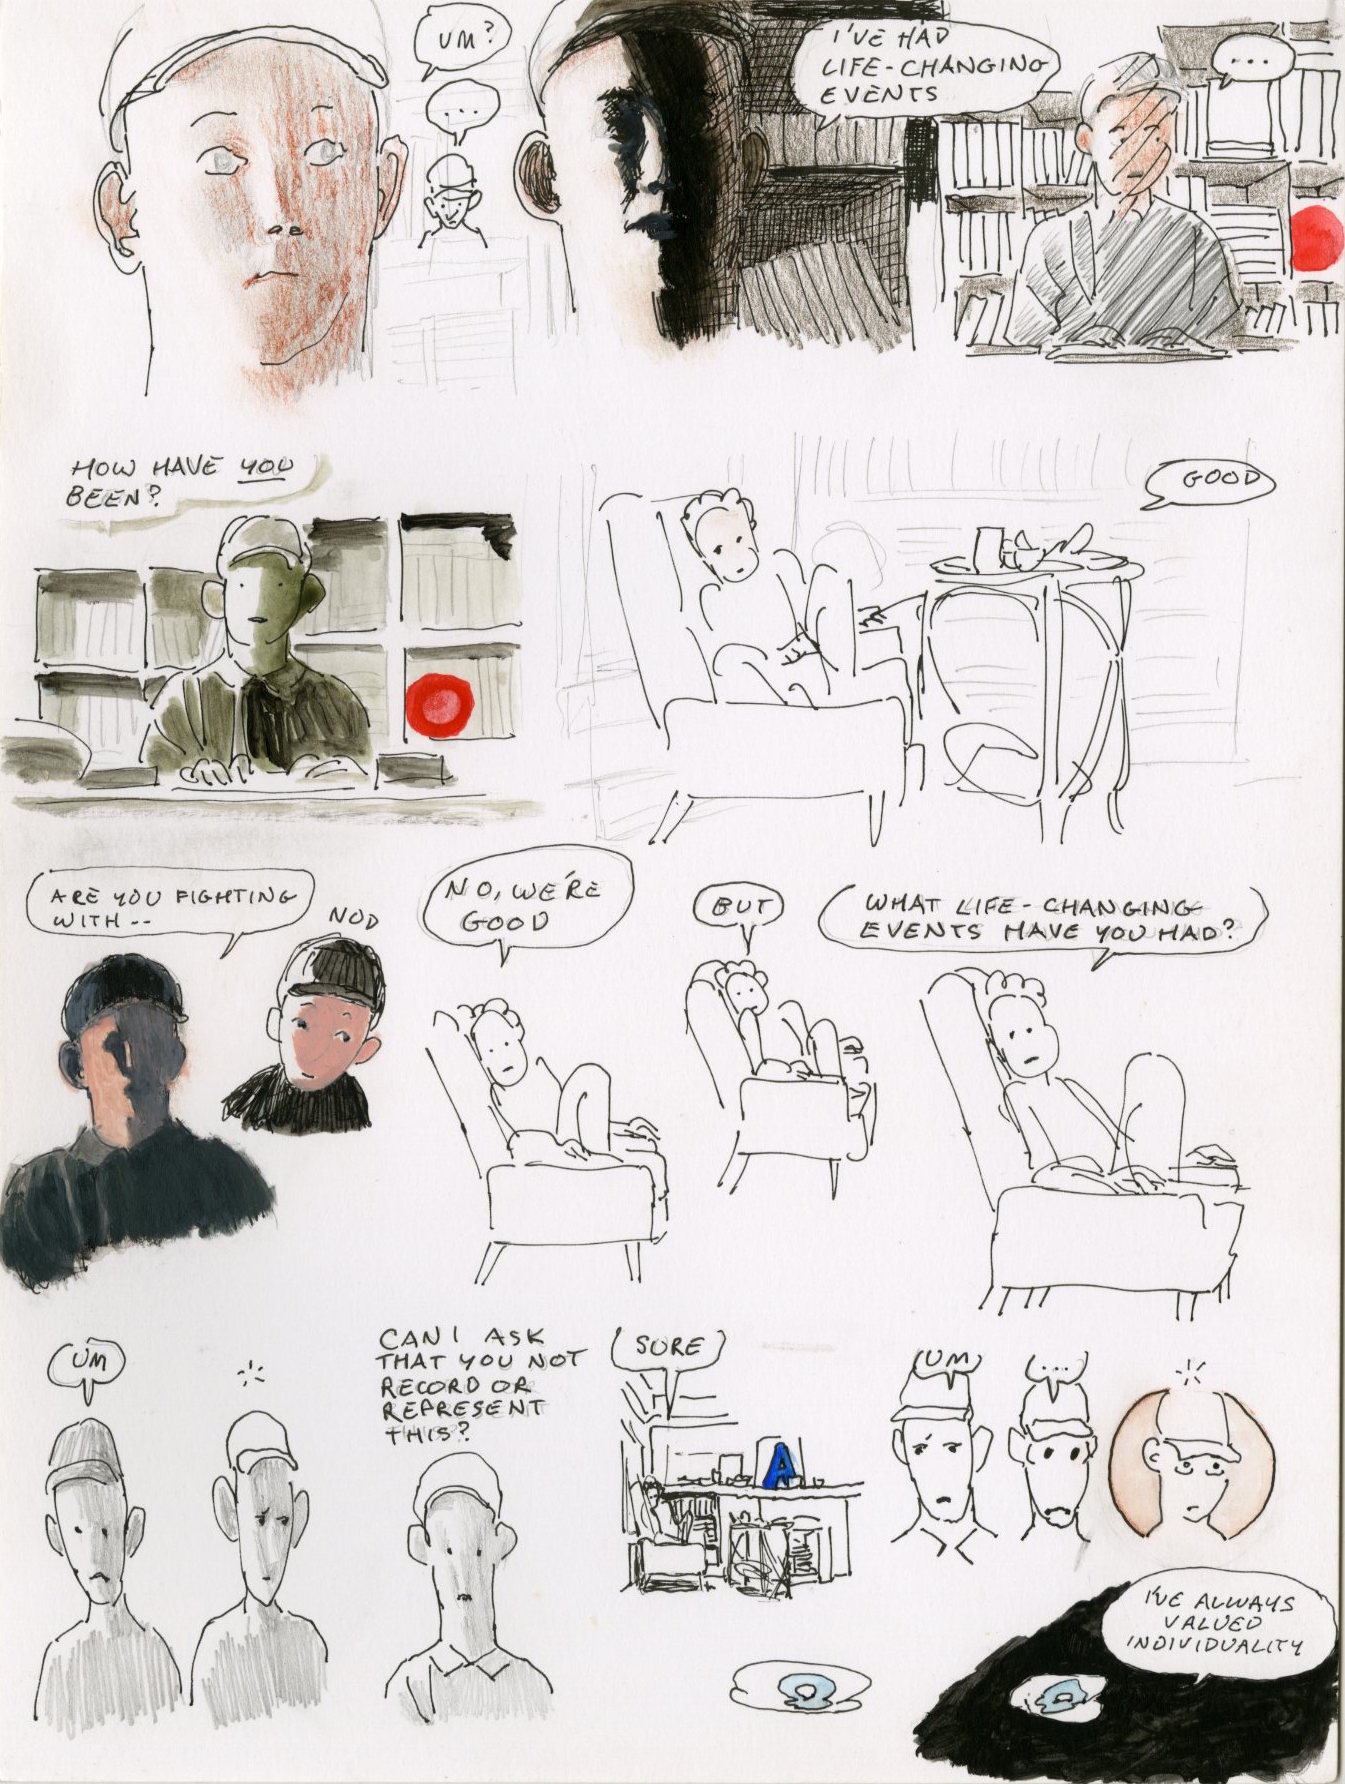 UM?
...
I'VE HAD
LIFE-CHANGING
EVENTS
...
HOW HAVE YOU
BEEN?
GOOD
ARE YOU FIGHTING
WITH--
NOD
NO, WE'RE
GOOD
BUT
WHAT LIFE-CHANGING
EVENTS HAVE YOU HAD?
UM
CAN I ASK
THAT YOU NOT
RECORD OR
REPRESENT
THIS?
SURE
A
UM
...
I'VE ALWAYS
VALUED
INDIVIDUALITY